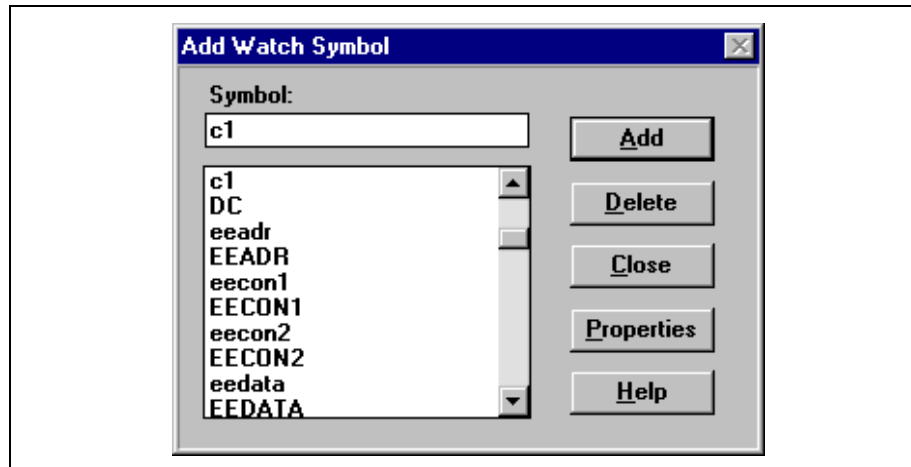 Add Watch Symbol
Symbol:
c1
c1
DC
eeadr
EEADR
eecon1
EECON1
eecon2
EECON2
eedata
EEDATA
Add
Delete
Close
Properties
Help